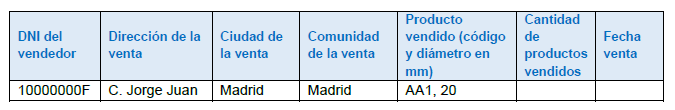 DNI del vendedor
Dirección de la venta
Ciudad de la venta
Comunidad de la venta
Producto vendido (código y diámetro en mm)
Cantidad de productos vendidos
Fecha venta
10000000F
C. Jorge Juan
Madrid
Madrid
AA1, 20